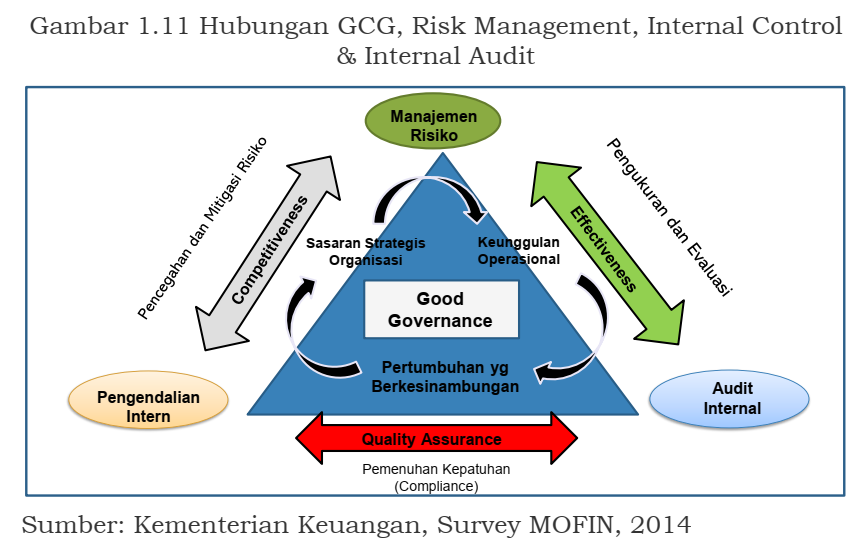 Gambar 1.11 Hubungan GCG, Risk Management, Internal Control
& Internal Audit
Manajemen
Risiko
Pencegahan dan Mitigasi Risiko
Competitiveness
Pengukuran dan Evaluasi
Effectiveness
Sasaran Strategis
Organisasi
Keunggulan
Operasional
Good
Governance
Pertumbuhan yg
Berkesinambungan
Pengendalian
Intern
Audit
Internal
Quality Assurance
Pemenuhan Kepatuhan
(Compliance)
Sumber: Kementerian Keuangan, Survey MOFIN, 2014